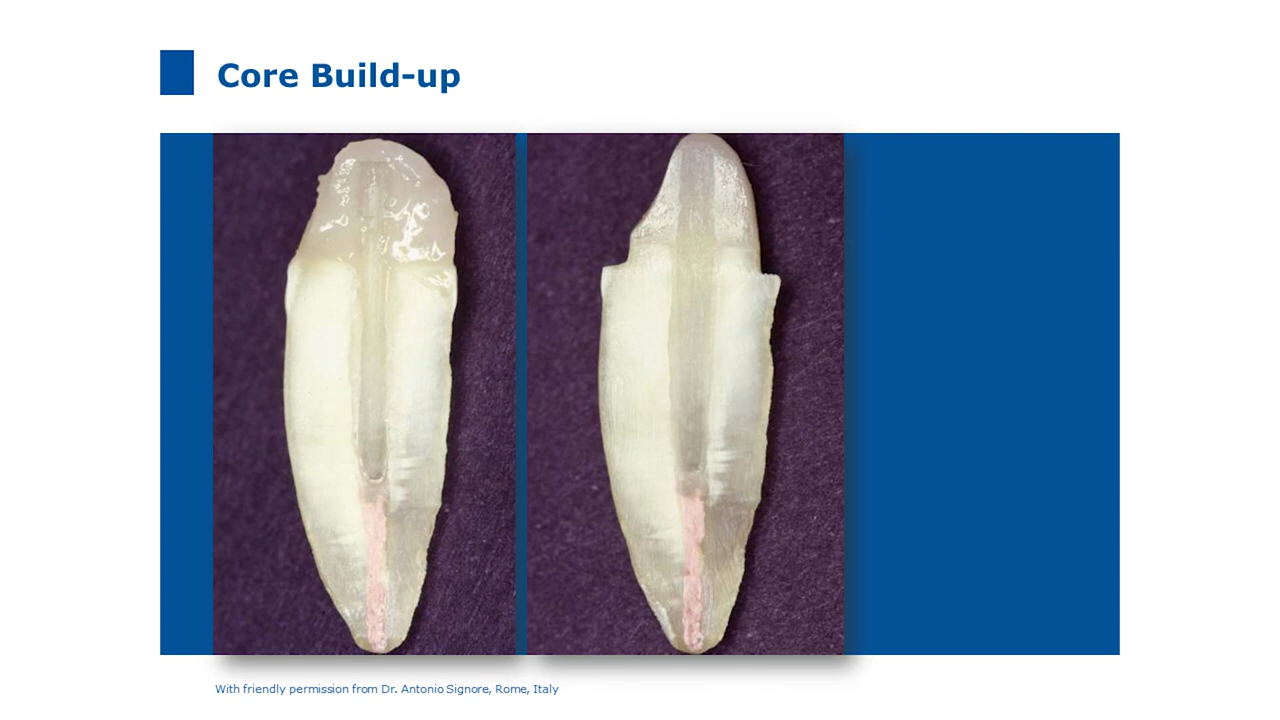 Core Build-up
With friendly permission from Dr. Antonio Signore, Rome, Italy